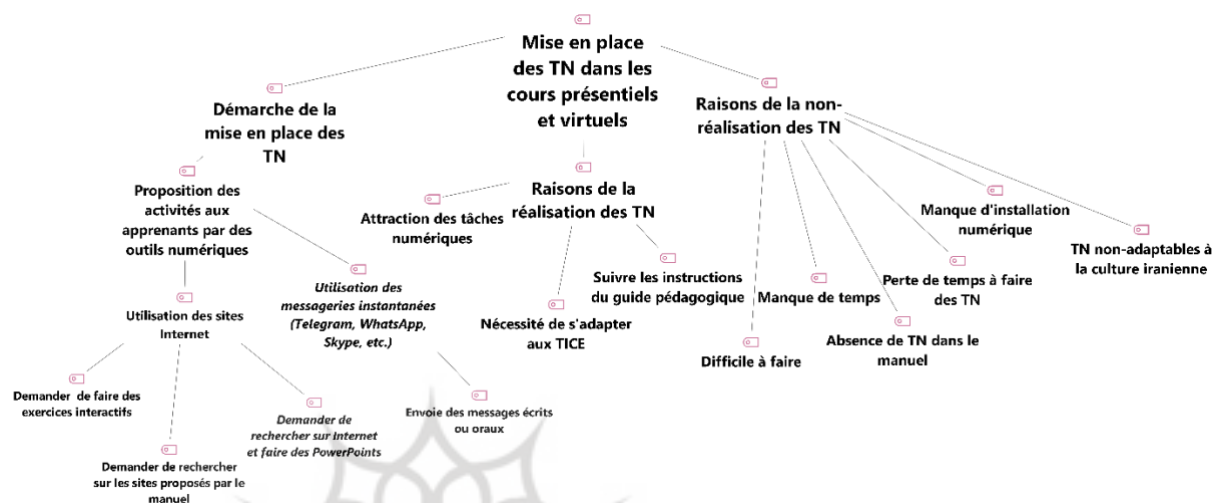 Mise en place
des TN dans les
cours présentiels
et virtuels
Démarche de la
mise en place des
TN
Proposition des
activités aux
apprenants par des
outils numériques
Utilisation des sites
Internet
Demander de faire des
exercices interactifs
Demander de rechercher
sur les sites proposés par le
manuel
Demander de
rechercher sur Internet
et faire des PowerPoints
Utilisation des
messageries instantanées
(Telegram, WhatsApp,
Skype, etc.)
Envoie des messages écrits
ou oraux
Raisons de la
réalisation des TN
Attraction des tâches
numériques
Nécessité de s'adapter
aux TICE
Suivre les instructions
du guide pédagogique
Raisons de la non-
réalisation des TN
Difficile à faire
Manque de temps
Absence de TN dans le
manuel
Perte de temps à faire
des TN
Manque d'installation
numérique
TN non-adaptables à
la culture iranienne